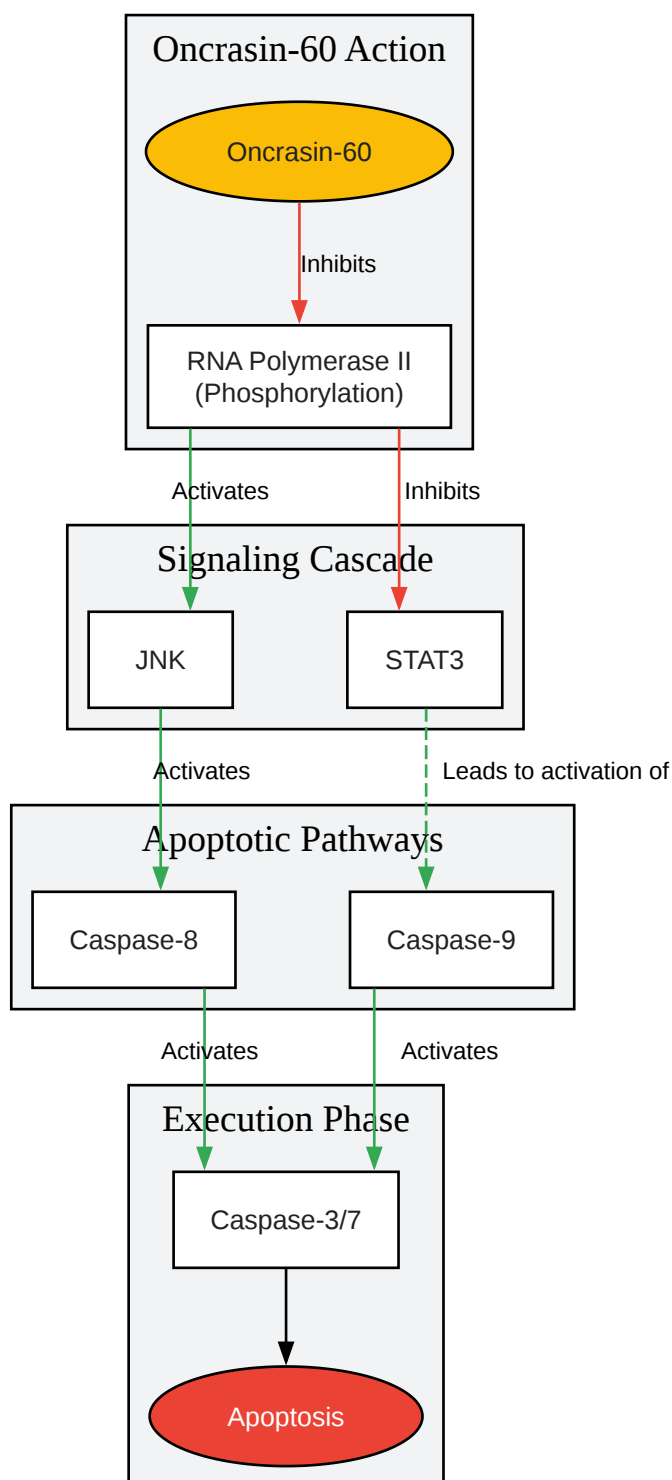 Oncrasin-60 Action
Oncrasin-60
Inhibits
RNA Polymerase II
(Phosphorylation)
Activates
Inhibits
Signaling Cascade
JNK
STAT3
Activates
Leads to activation of
Apoptotic Pathways
Caspase-8
Caspase-9
Activates
Activates
Execution Phase
Caspase-3/7
Apoptosis